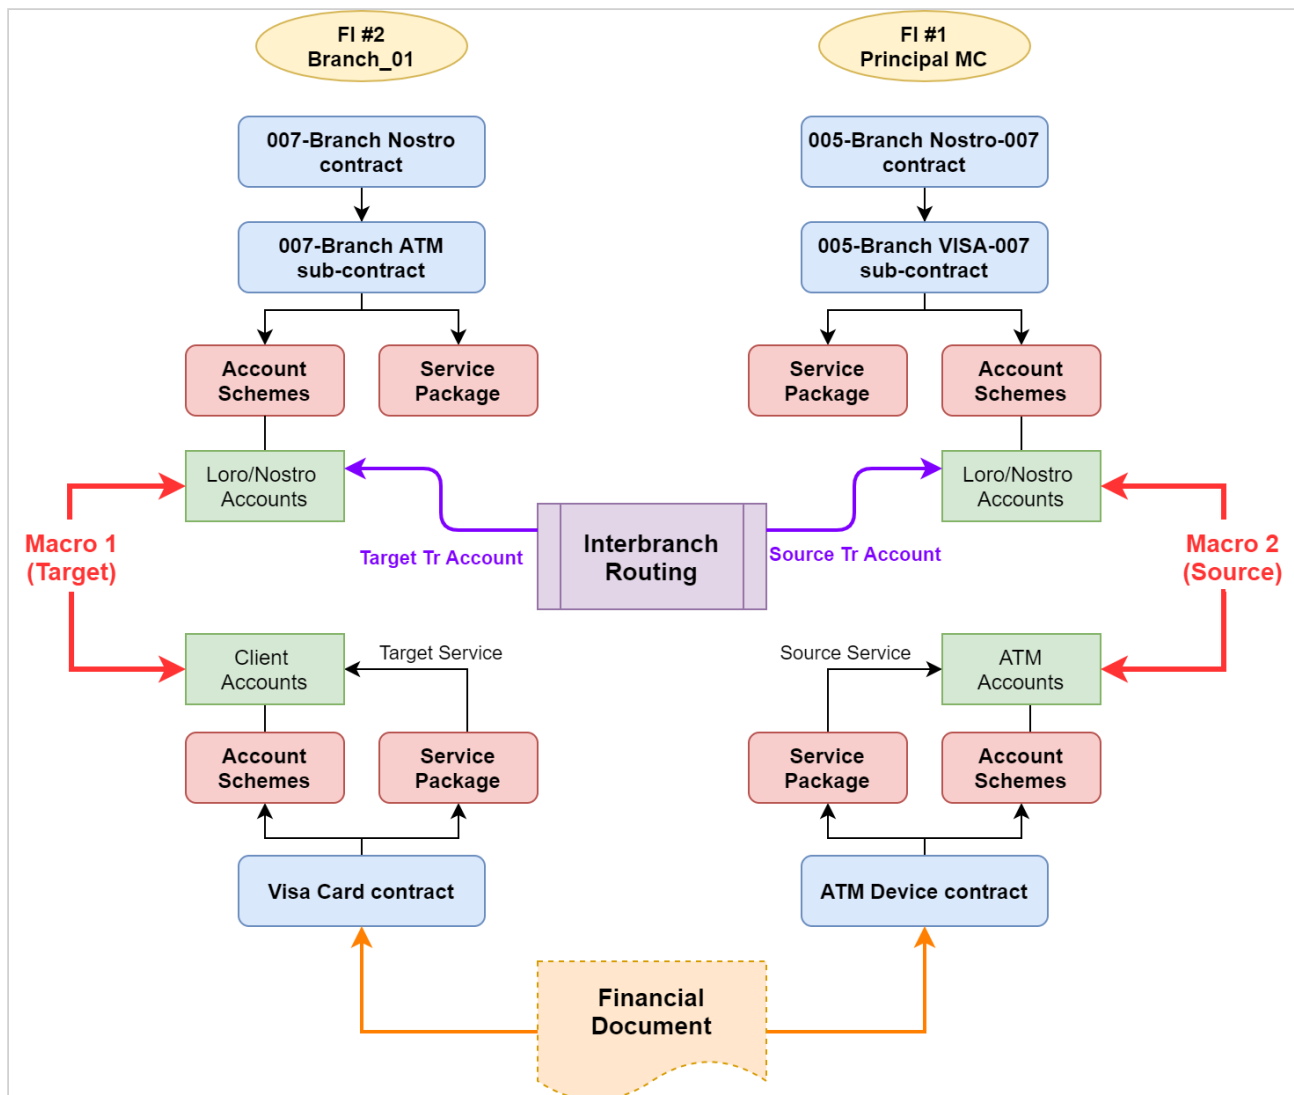 FI #2
Branch_01
FI #1
Principal MC
007-Branch Nostro
contract
005-Branch Nostro-007
contract
007-Branch ATM
sub-contract
005-Branch VISA-007
sub-contract
Account
Schemes
Service
Package
Service
Package
Account
Schemes
Loro/Nostro
Accounts
Loro/Nostro
Accounts
Macro 1
(Target)
Target Tr Account
Interbranch
Routing
Source Tr Account
Macro 2
(Source)
Client
Accounts
Target Service
Source Service
ATM
Accounts
Account
Schemes
Service
Package
Service
Package
Account
Schemes
Visa Card contract
ATM Device contract
Financial
Document